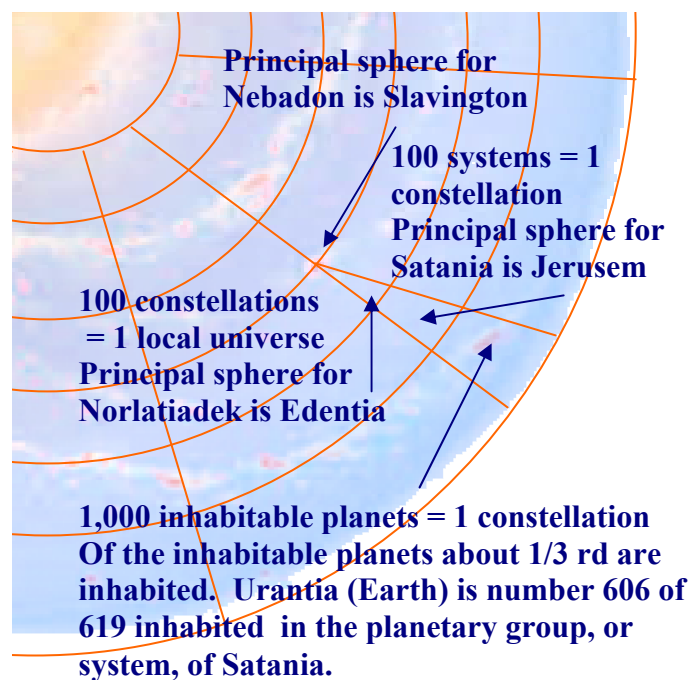 Principal sphere for
Nebadon is Slavington
100 systems = 1
constellation
Principal sphere for
Satania is Jerusem
100 constellations
= 1 local universe
Principal sphere for
Norlatiadek is Edentia
1,000 inhabitable planets = 1 constellation
Of the inhabitable planets about 1/3 rd are
inhabited.  Urantia (Earth) is number 606 of
619 inhabited  in the planetary group, or
system, of Satania.